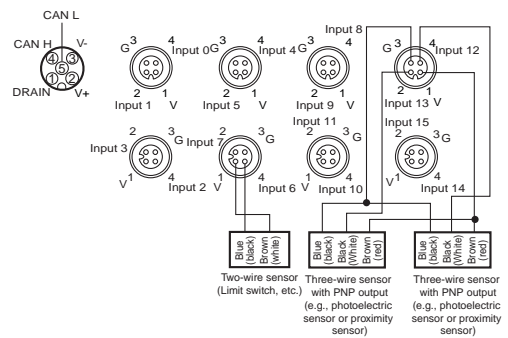 CAN L
CAN H
V-
4 3
5
1 2
DRAIN
V+
3 4
G
Input 0
2 1
Input 1 V
3 4
G
Input 4
2 1
Input 5 V
Input 8
3 4
G
2 1
Input 9 V
3 4
G
Input 12
2 1
Input 13 V
2 3
G
Input 3
1 4
V
Input 2
2 3
G
Input 7
1 4
V
Input 6
Input 11
2 3
G
1 4
V
Input 10
Input 15
2 3
G
1 4
V
Input 14
Blue
(black)
Brown
(white)
Two-wire sensor
(Limit switch, etc.)
Blue
(black)
Black
(White)
Brown
(red)
Three-wire sensor
with PNP output
(e.g., photoelectric
sensor or proximity
sensor)
Blue
(black)
Black
(White)
Brown
(red)
Three-wire sensor
with PNP output
(e.g., photoelectric
sensor or proximity
sensor)